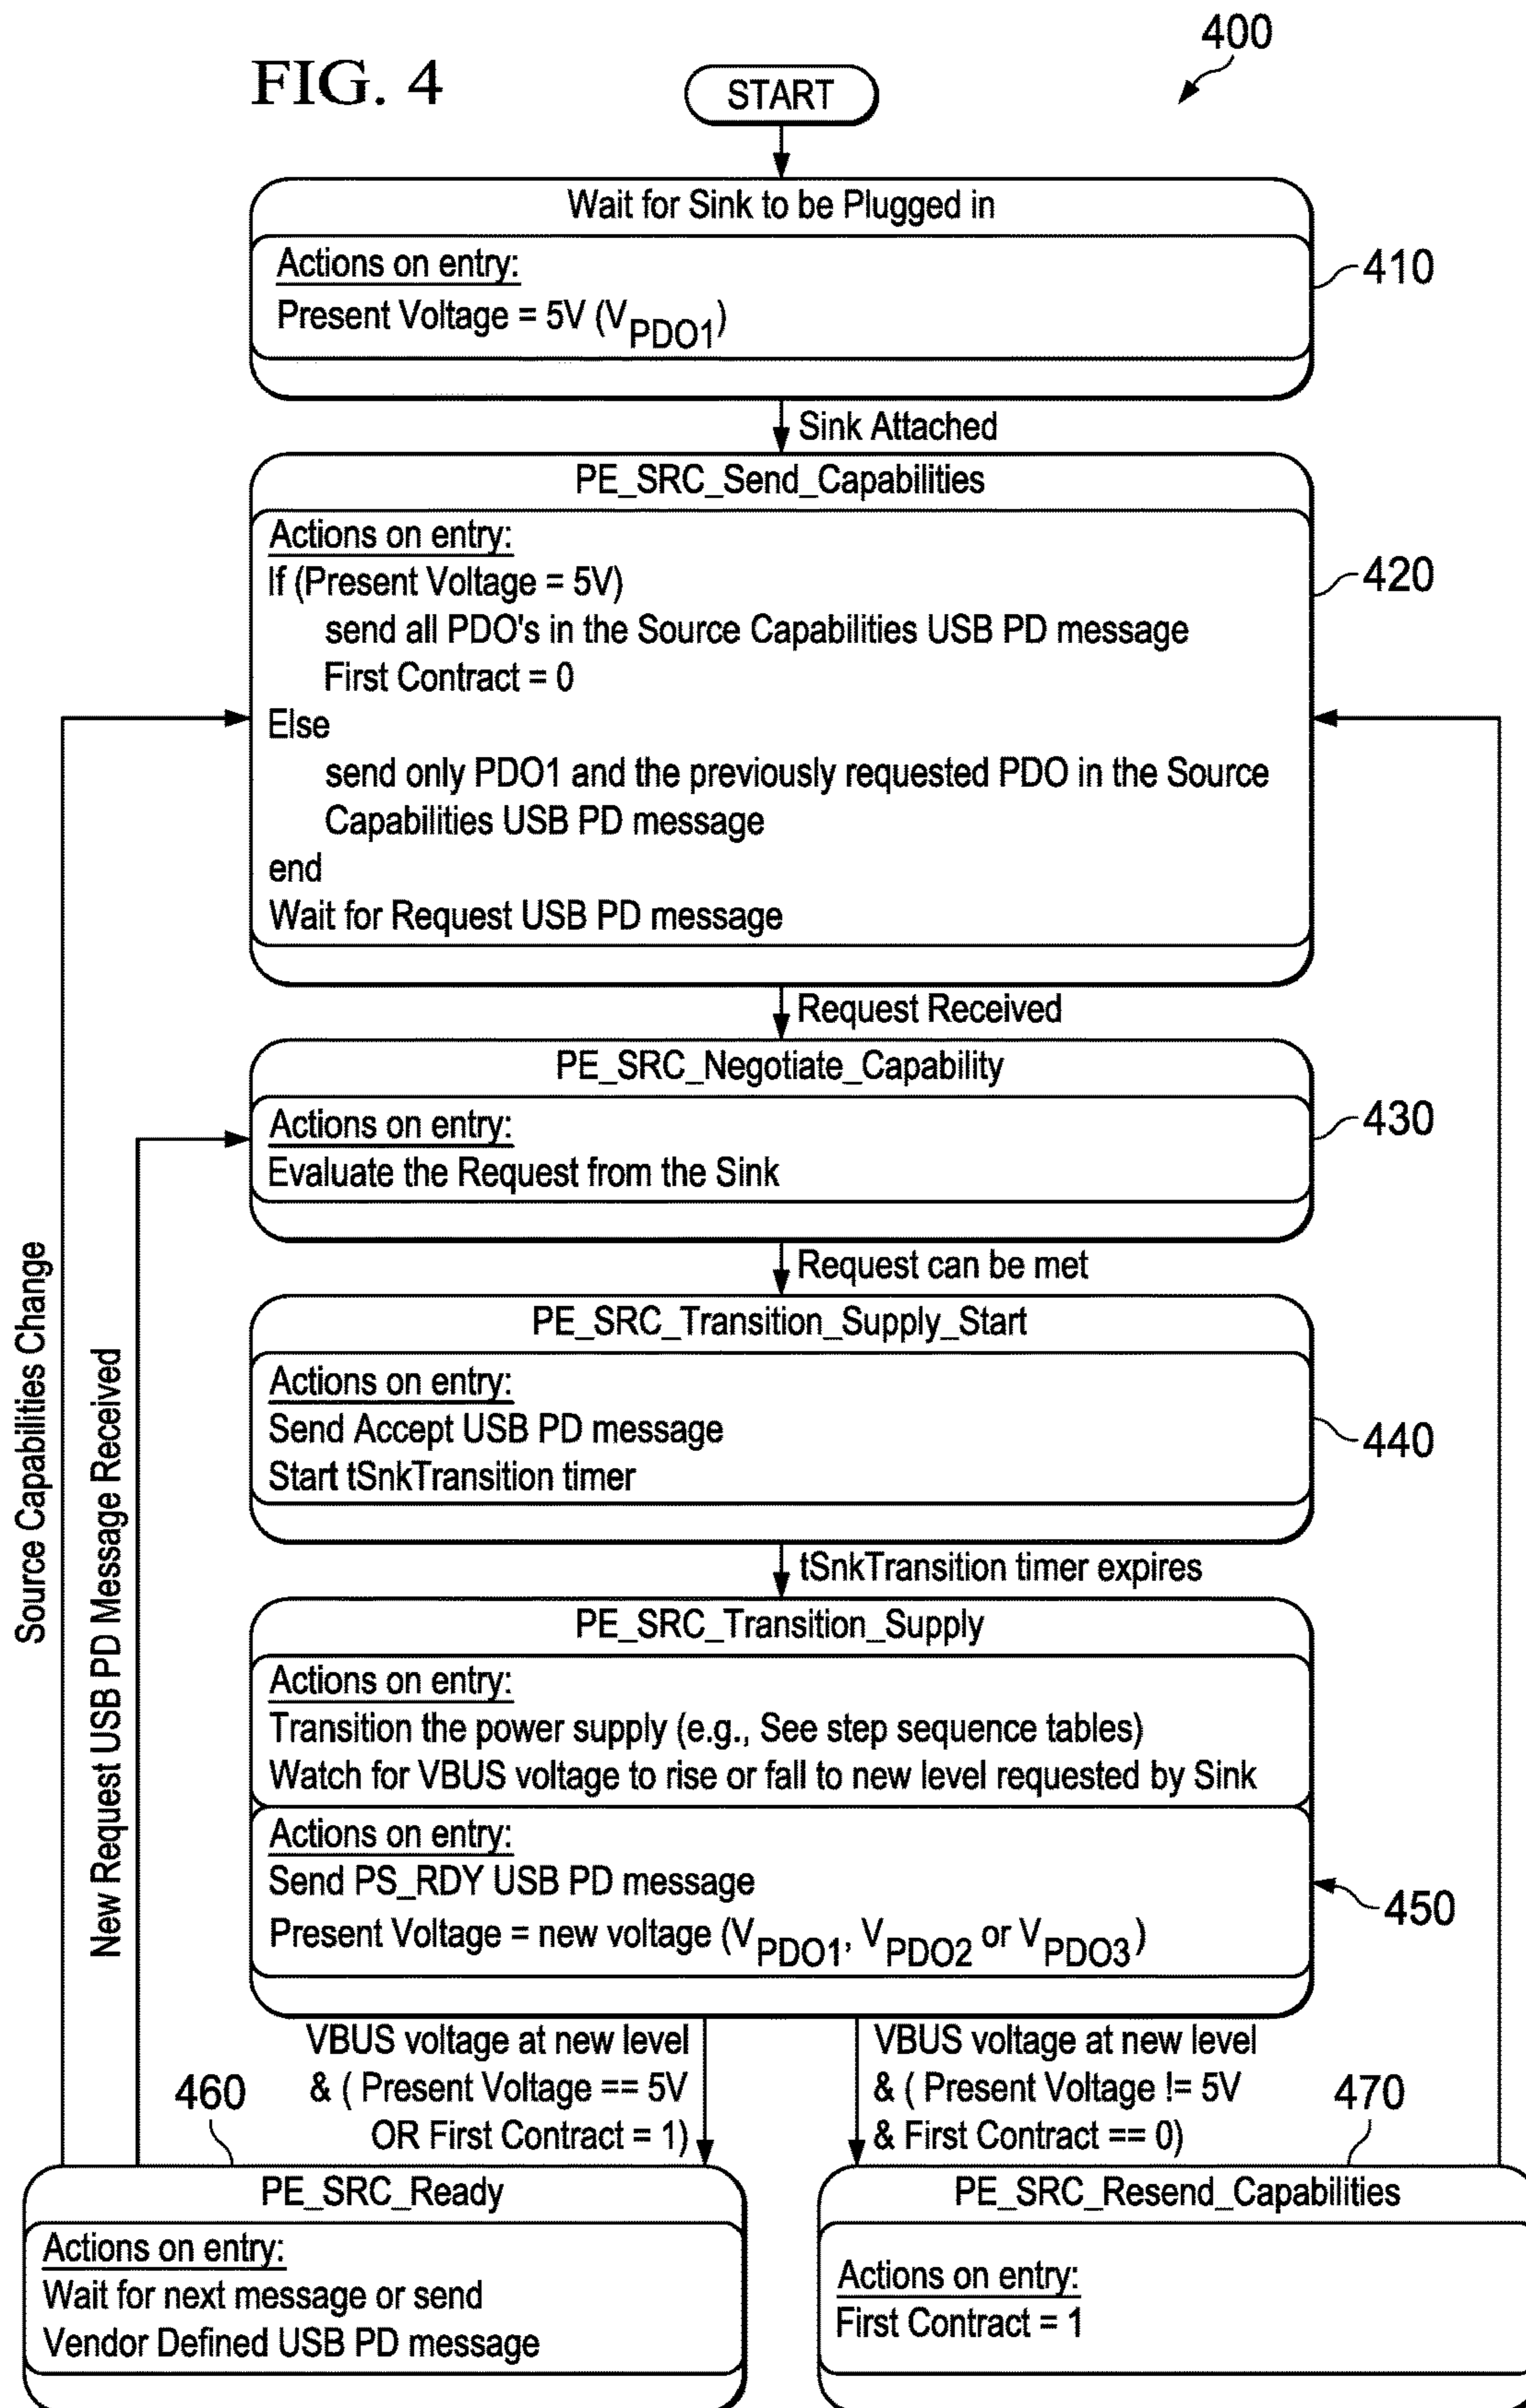 FIG. 4
400
START
Wait for Sink to be Plugged in
Actions on entry:
Present Voltage = 5V (VPDO1)
410
Sink Attached
PE_SRC_Send_Capabilities
Actions on entry:
If (Present Voltage = 5V)
send all PDO's in the Source Capabilities USB PD message
First Contract = 0
Else
send only PDO1 and the previously requested PDO in the Source
Capabilities USB PD message
end
Wait for Request USB PD message
420
Request Received
PE_SRC_Negotiate_Capability
Actions on entry:
Evaluate the Request from the Sink
430
Request can be met
PE_SRC_Transition_Supply_Start
Actions on entry:
Send Accept USB PD message
Start tSnkTransition timer
440
tSnkTransition timer expires
PE_SRC_Transition_Supply
Actions on entry:
Transition the power supply (e.g., See step sequence tables)
Watch for VBUS voltage to rise or fall to new level requested by Sink
Actions on entry:
Send PS_RDY USB PD message
Present Voltage = new voltage (VPDO1, VPDO2 or VPDO3)
450
Source Capabilities Change
New Request USB PD Message Received
VBUS voltage at new level
& ( Present Voltage == 5V
OR First Contract = 1)
VBUS voltage at new level
& ( Present Voltage != 5V
& First Contract == 0)
460
PE_SRC_Ready
Actions on entry:
Wait for next message or send
Vendor Defined USB PD message
470
PE_SRC_Resend_Capabilities
Actions on entry:
First Contract = 1